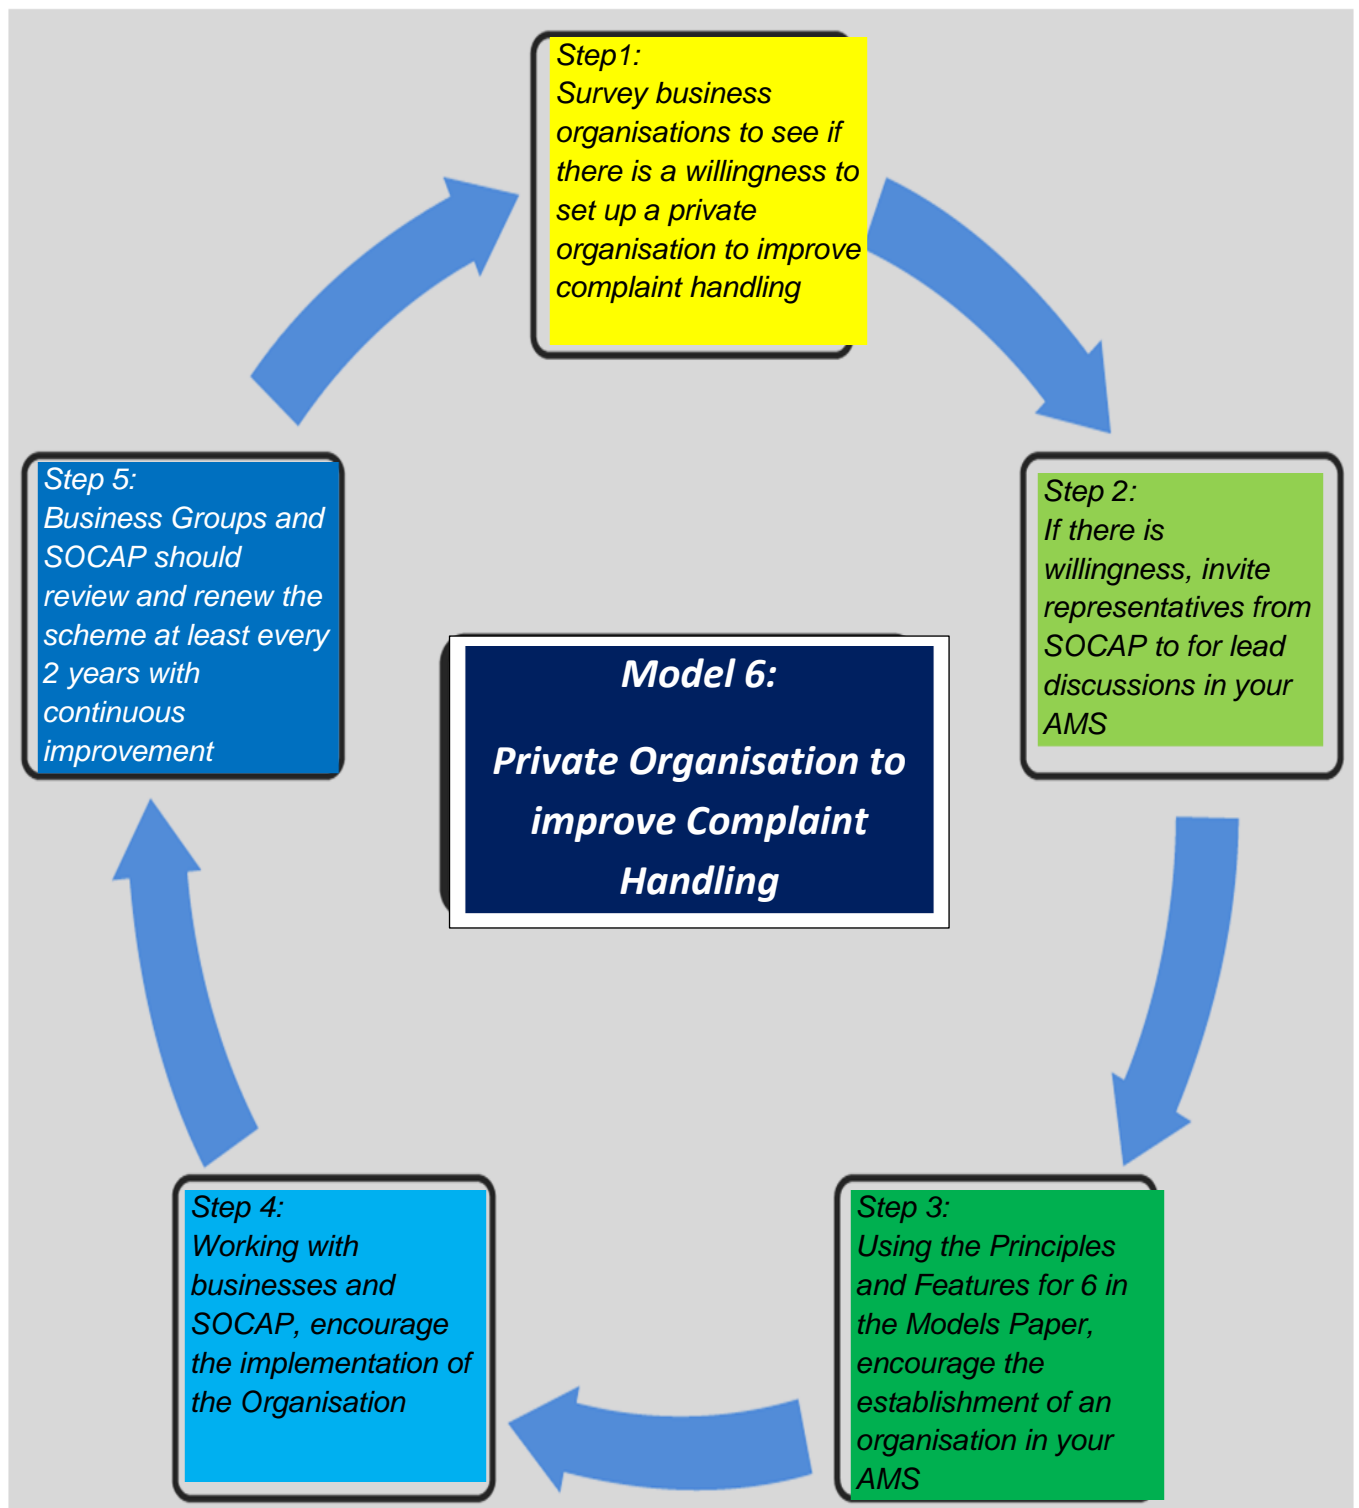 Step1:
Survey business
organisations to see if
there is a willingness to
set up a private
organisation to improve
complaint handling
Step 2:
If there is
willingness, invite
representatives from
SOCAP to for lead
discussions in your
AMS
Step 3:
Using the Principles
and Features for 6 in
the Models Paper,
encourage the
establishment of an
organisation in your
AMS
Step 4:
Working with
businesses and
SOCAP, encourage
the implementation of
the Organisation
Step 5:
Business Groups and
SOCAP should
review and renew the
scheme at least every
2 years with
continuous
improvement
Model 6:
Private Organisation to
improve Complaint
Handling